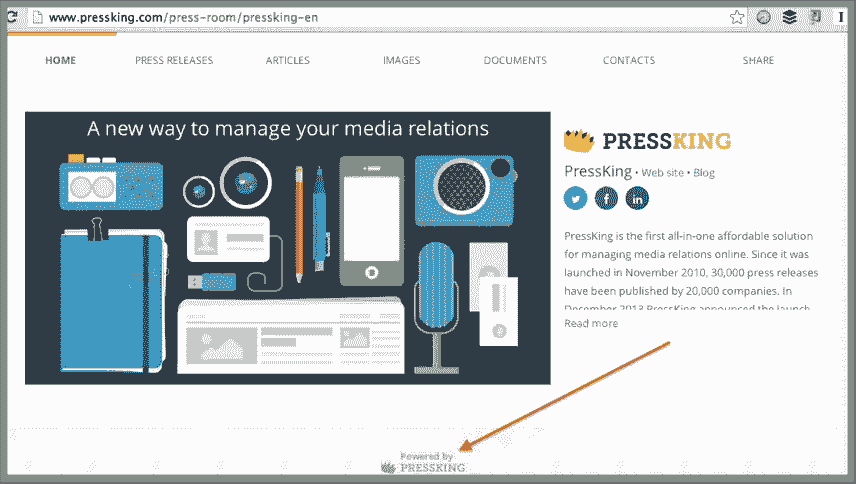 www.pressking.com/press-room/pressking-en
HOME PRESS RELEASES ARTICLES IMAGES DOCUMENTS CONTACTS SHARE
A new way to manage your media relations
PRESSKING
PressKing • Web site • Blog
PressKing is the first all-in-one affordable solution
for managing media relations online. Since it was
launched in November 2010, 30,000 press releases
have been published by 20,000 companies. In
December 2013 PressKing announced the launch
Read more
Powered by
PRESSKING